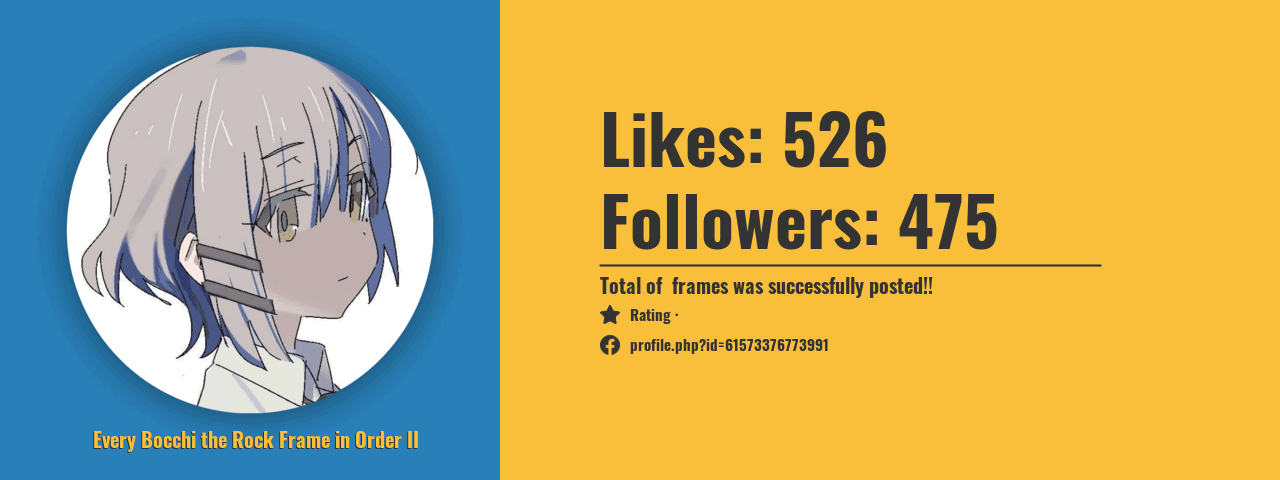 Likes: 526
Followers: 475
Total of  frames was successfully posted!!
Rating ·
profile.php?id=61573376773991
Every Bocchi the Rock Frame in Order II